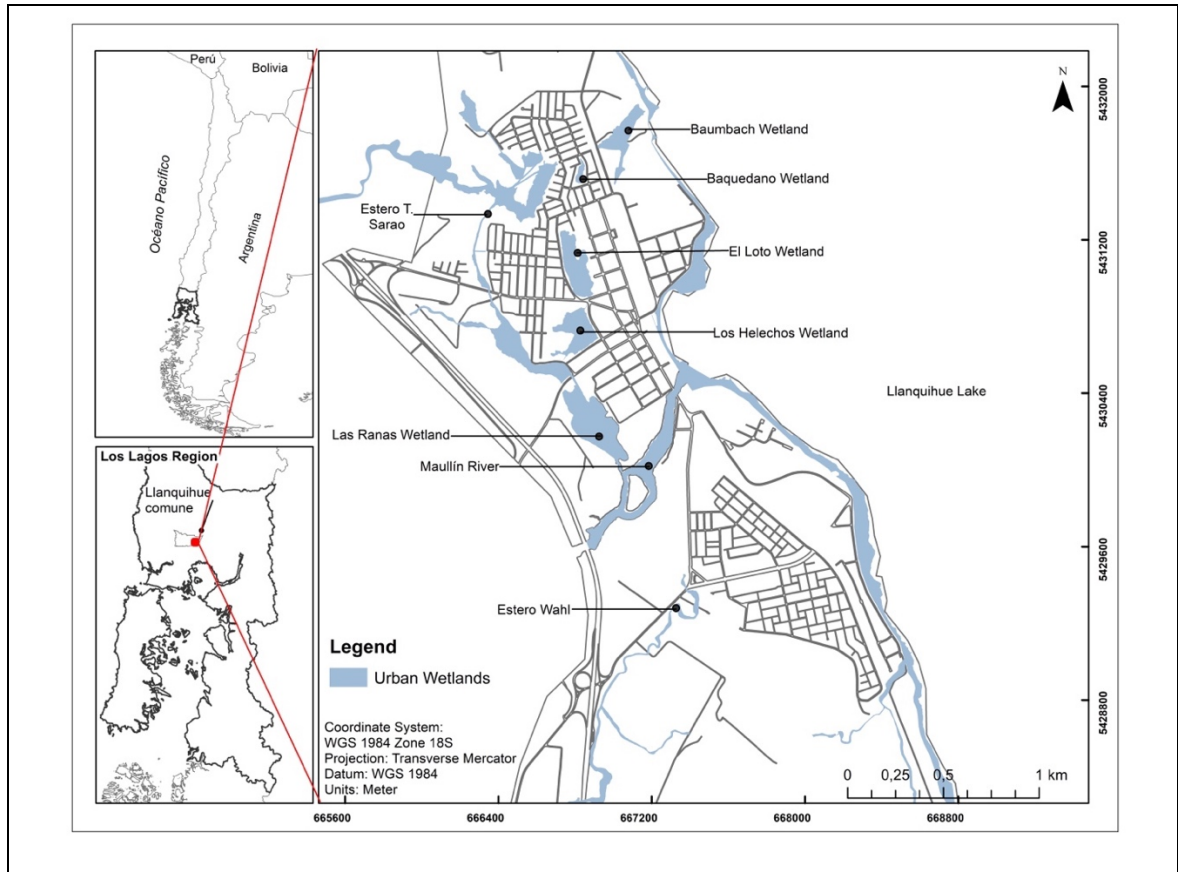 Perú
Bolivia
Océano Pacífico
Argentina
Los Lagos Region
Llanquihue
comune
N
Baumbach Wetland
Baquedano Wetland
Estero T.
Sarao
El Loto Wetland
Los Helechos Wetland
Llanquihue Lake
Las Ranas Wetland
Maullín River
Estero Wahl
Legend
Urban Wetlands
Coordinate System:
WGS 1984 Zone 18S
Projection: Transverse Mercator
Datum: WGS 1984
Units: Meter
0 0,25 0,5 1 km
5432000
5431200
5430400
5429600
5428800
665600 666400 667200 668000 668800